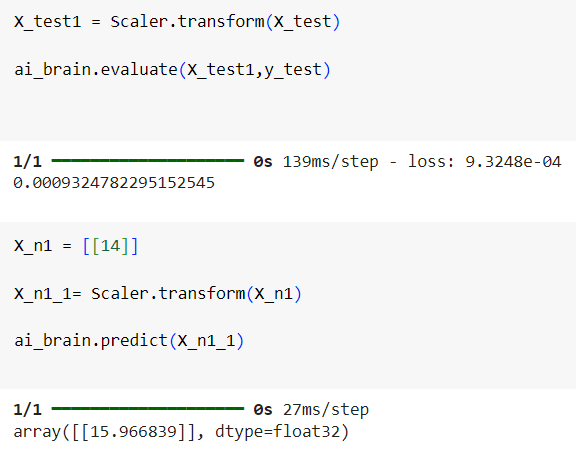 X_test1 = Scaler.transform(X_test)
ai_brain.evaluate(X_test1,y_test)
1/1 ━━━━━━━━━━━━━━━━━━━━ 0s 139ms/step - loss: 9.3248e-04
0.0009324782295152545
X_n1 = [[14]]
X_n1_1= Scaler.transform(X_n1)
ai_brain.predict(X_n1_1)
1/1 ━━━━━━━━━━━━━━━━━━━━ 0s 27ms/step
array([[15.966839]], dtype=float32)